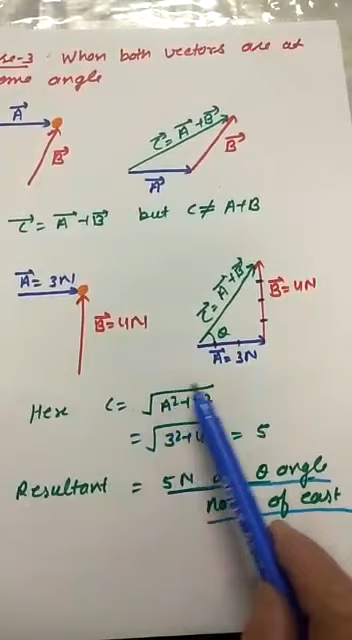 When both vectors are at
angle
A⃗
B⃗
C⃗ = A⃗ + B⃗
B⃗
A⃗
C⃗ = A⃗ + B⃗ but C ≠ A+B
A⃗ = 3N
B⃗ = 4N
C⃗ = A⃗ + B⃗
B⃗ = 4N
θ
A⃗ = 3N
Here C = √A²+
= √3²+4 = 5
Resultant = 5N θ angle
of east